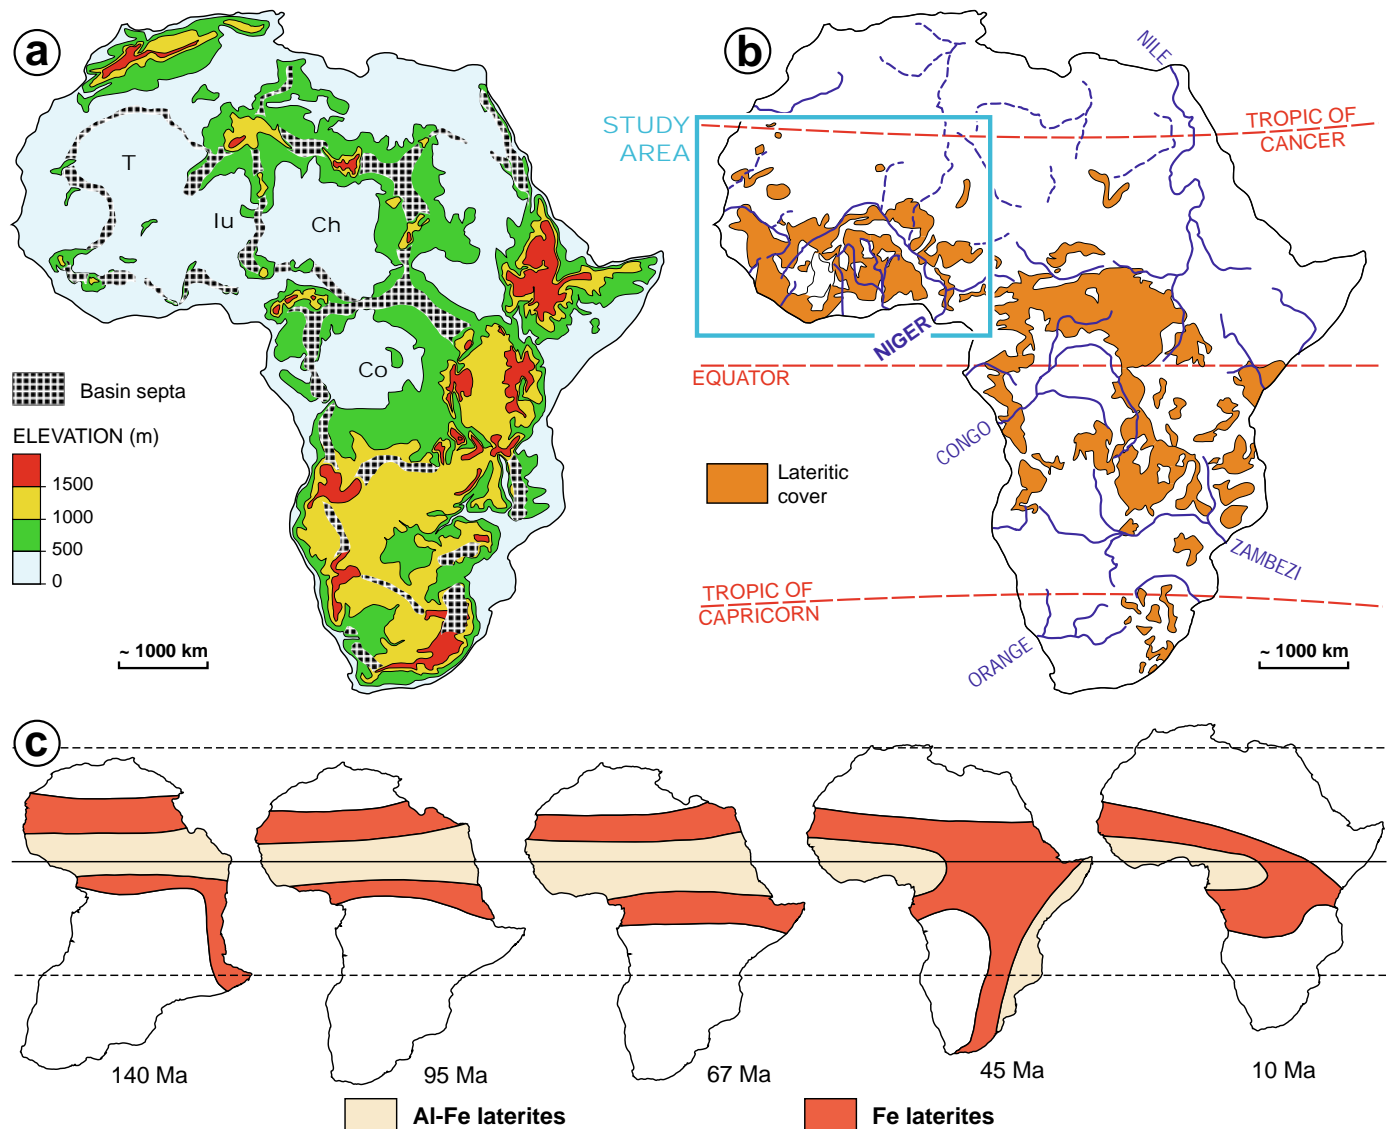 a
T
Iu
Ch
Co
Basin septa
ELEVATION (m)
1500
1000
500
0
~ 1000 km
b
NILE
STUDY
AREA
TROPIC OF
CANCER
NIGER
EQUATOR
CONGO
Lateritic
cover
ZAMBEZI
TROPIC OF
CAPRICORN
ORANGE
~ 1000 km
c
140 Ma
95 Ma
67 Ma
45 Ma
10 Ma
Al-Fe laterites
Fe laterites